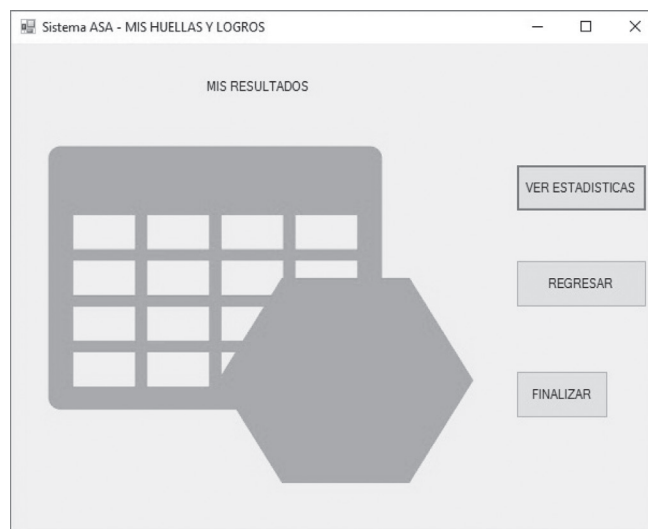 Sistema ASA - MIS HUELLAS Y LOGROS
MIS RESULTADOS
VER ESTADISTICAS
REGRESAR
FINALIZAR